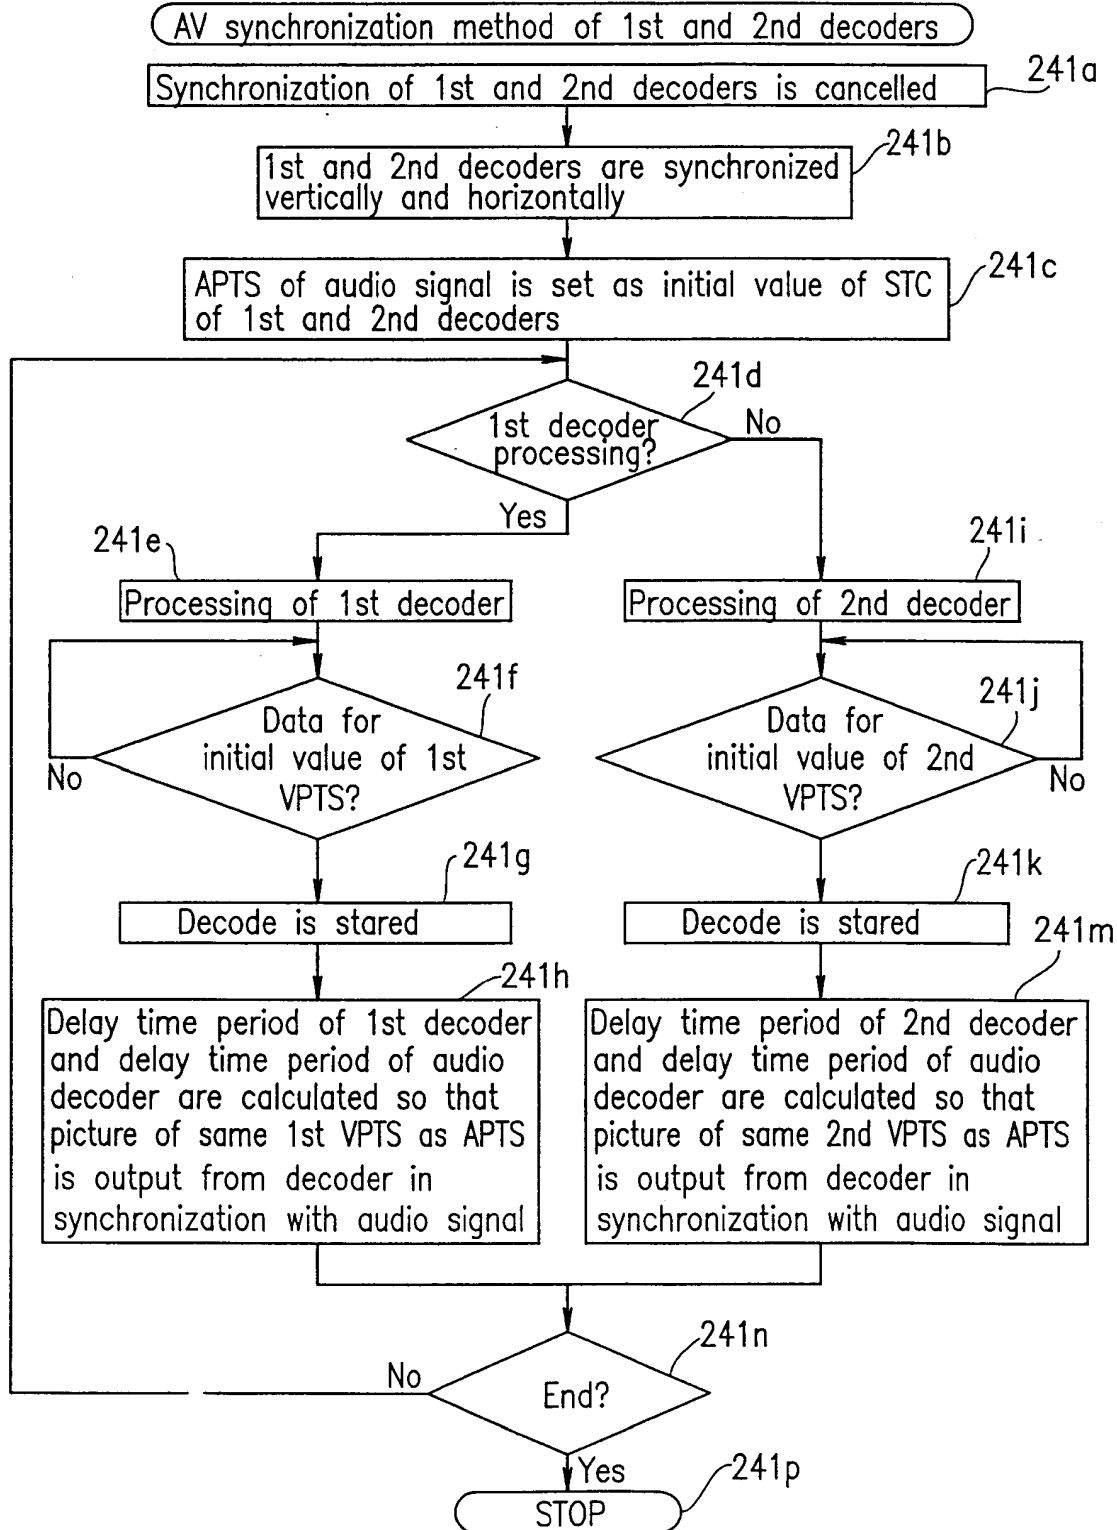 AV synchronization method of 1st and 2nd decoders
Synchronization of 1st and 2nd decoders is cancelled
241a
1st and 2nd decoders are synchronized
vertically and horizontally
241b
APTS of audio signal is set as initial value of STC
of 1st and 2nd decoders
241c
241d
1st decoder
processing?
No
Yes
241e
Processing of 1st decoder
241i
Processing of 2nd decoder
241f
Data for
initial value of 1st
VPTS?
No
241j
Data for
initial value of 2nd
VPTS?
No
241g
Decode is stared
241k
Decode is stared
241h
Delay time period of 1st decoder
and delay time period of audio
decoder are calculated so that
picture of same 1st VPTS as APTS
is output from decoder in
synchronization with audio signal
241m
Delay time period of 2nd decoder
and delay time period of audio
decoder are calculated so that
picture of same 2nd VPTS as APTS
is output from decoder in
synchronization with audio signal
241n
No
End?
Yes
241p
STOP